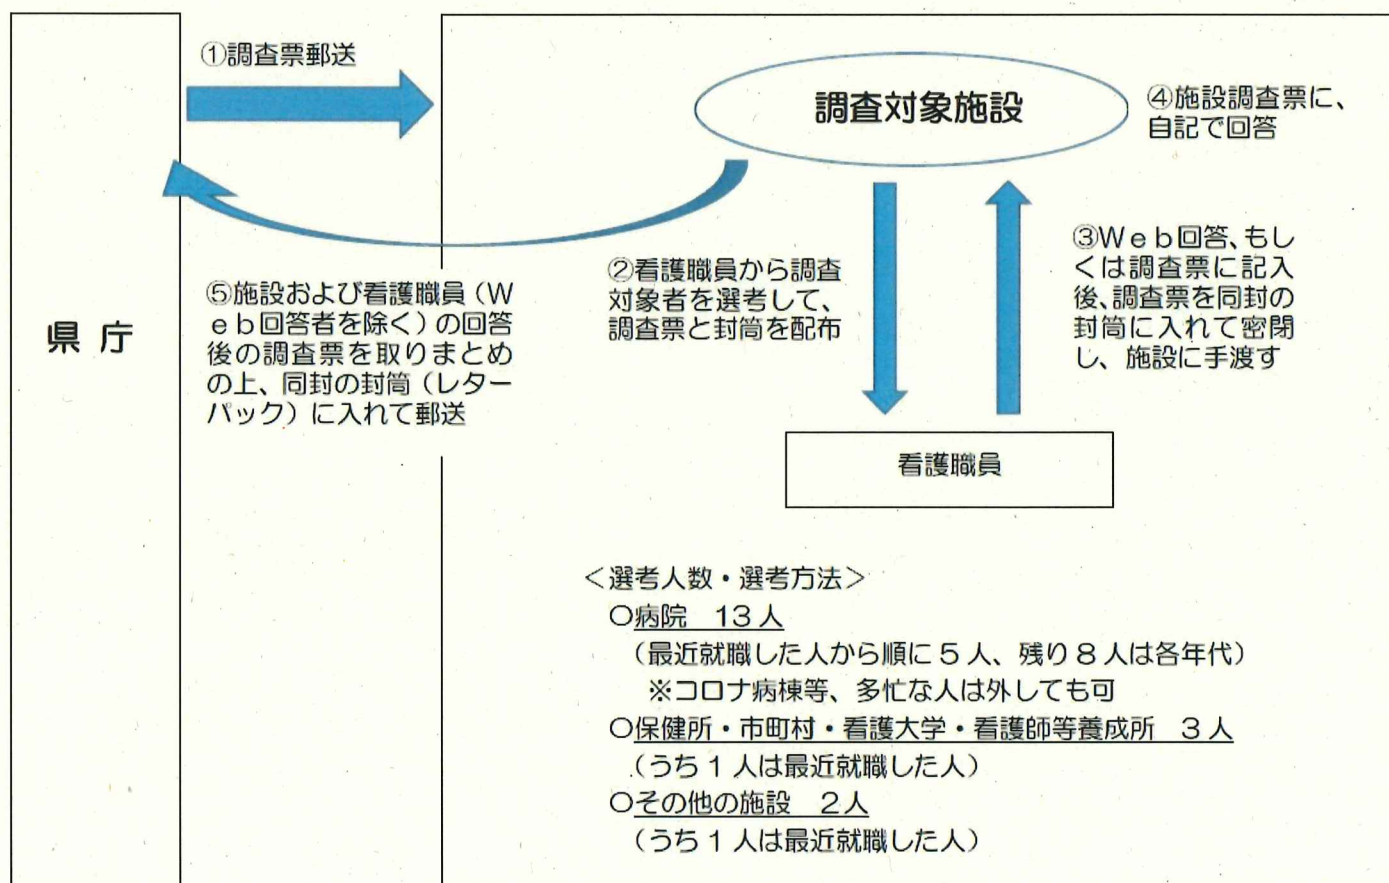 ①調査票郵送
調査対象施設
④施設調査票に、
自記で回答
県庁
⑤施設および看護職員(W
eb回答者を除く)の回答
後の調査票を取りまとめ
の上、同封の封筒(レター
パック)に入れて郵送
②看護職員から調査
対象者を選考して、
調査票と封筒を配布
③Web回答、もし
くは調査票に記入
後、調査票を同封の
封筒に入れて密閉
し、施設に手渡す
看護職員
<選考人数・選考方法>
○病院 13人
(最近就職した人から順に5人、残り8人は各年代)
※コロナ病棟等、多忙な人は外しても可
○保健所・市町村・看護大学・看護師等養成所 3人
(うち1人は最近就職した人)
○その他の施設 2人
(うち1人は最近就職した人)